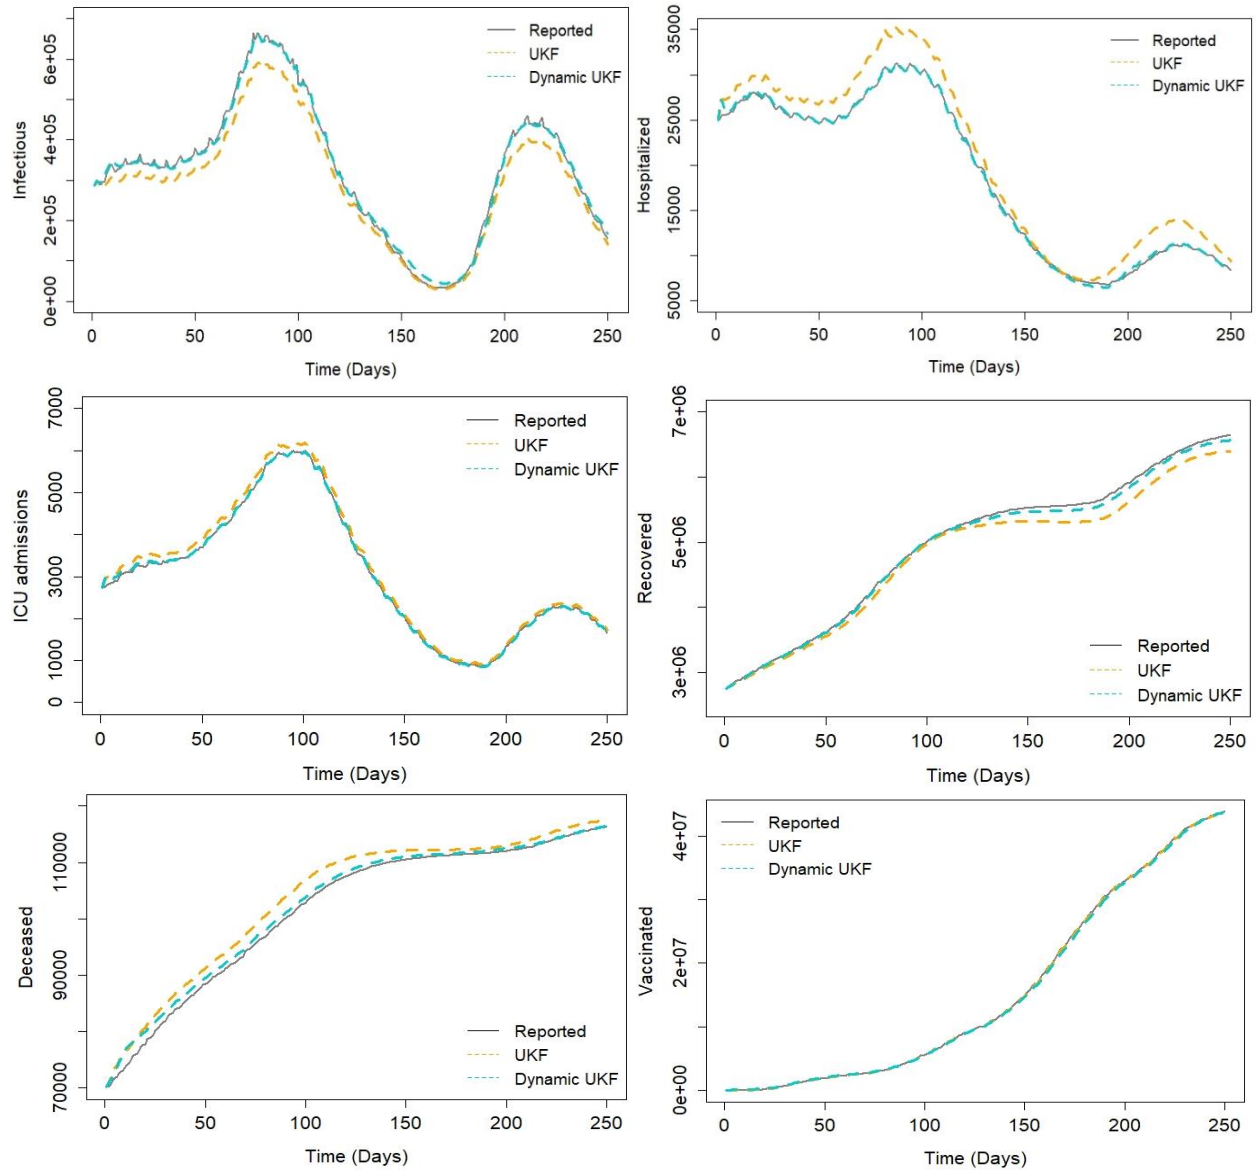 Infectious
0e+00 2e+05 4e+05 6e+05
Reported
UKF
Dynamic UKF
0 50 100 150 200 250
Time (Days)
Hospitalized
5000 15000 25000 35000
Reported
UKF
Dynamic UKF
0 50 100 150 200 250
Time (Days)
ICU admissions
0 1000 3000 5000 7000
Reported
UKF
Dynamic UKF
0 50 100 150 200 250
Time (Days)
Recovered
3e+06 5e+06 7e+06
Reported
UKF
Dynamic UKF
0 50 100 150 200 250
Time (Days)
Deceased
70000 90000 110000
Reported
UKF
Dynamic UKF
0 50 100 150 200 250
Time (Days)
Vaccinated
0e+00 2e+07 4e+07
Reported
UKF
Dynamic UKF
0 50 100 150 200 250
Time (Days)